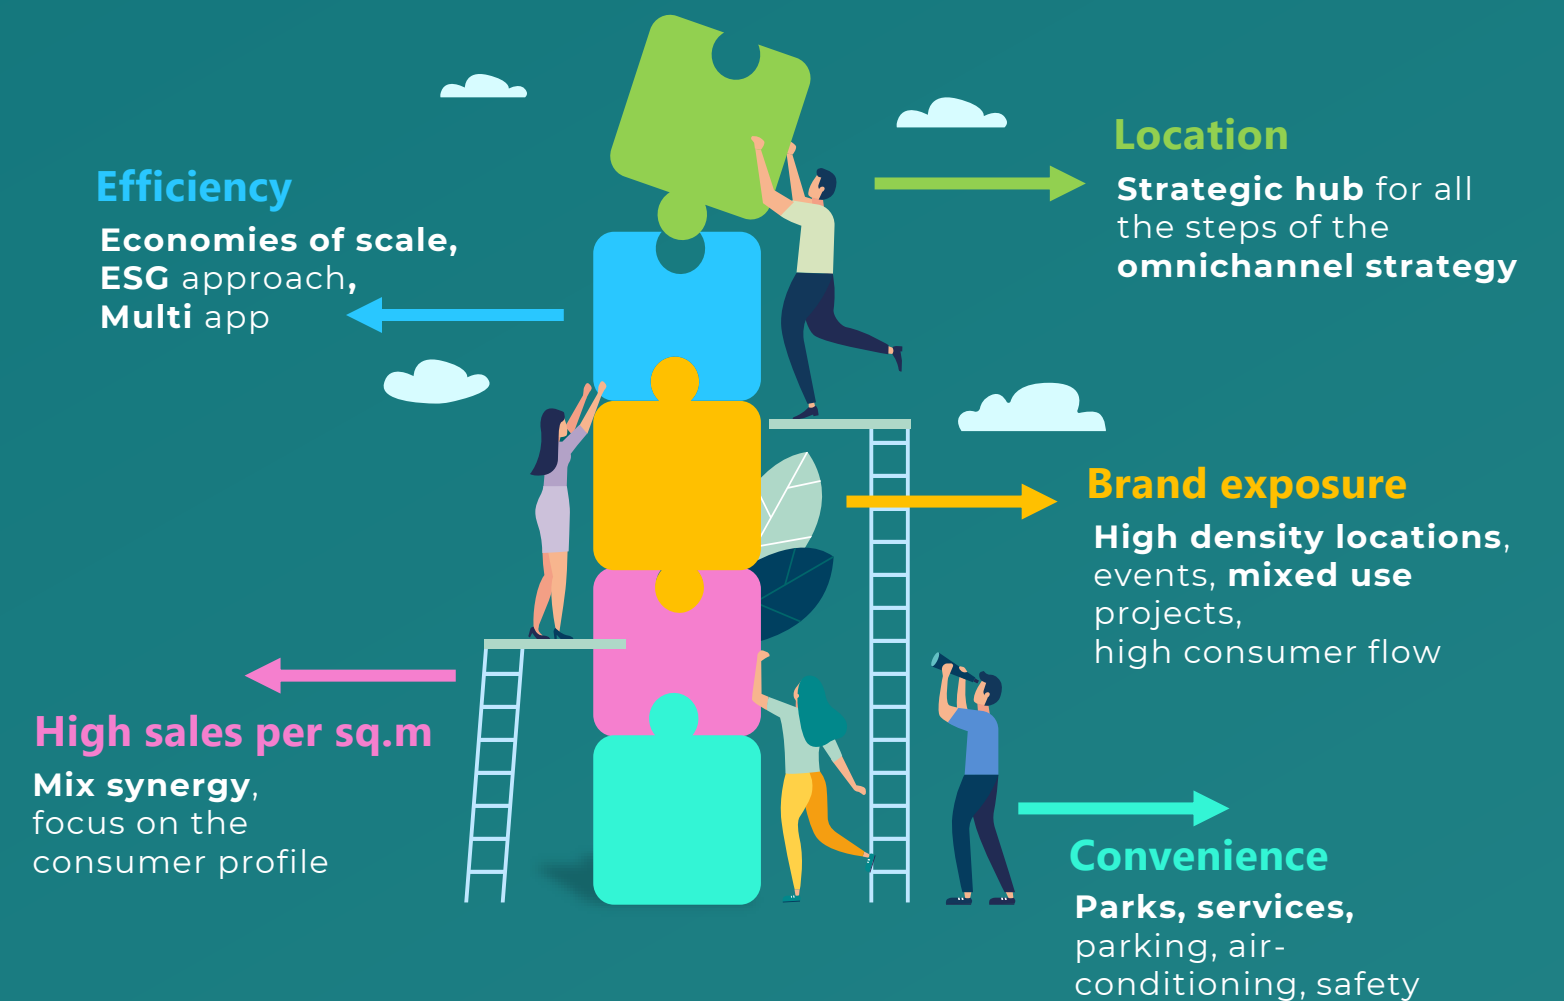 Efficiency
Economies of scale,
ESG approach,
Multi app
High sales per sq.m
Mix synergy,
focus on the
consumer profile
Location
Strategic hub for all
the steps of the
omnichannel strategy
Brand exposure
High density locations,
events, mixed use
projects,
high consumer flow
Convenience
Parks, services,
parking, air-
conditioning, safety